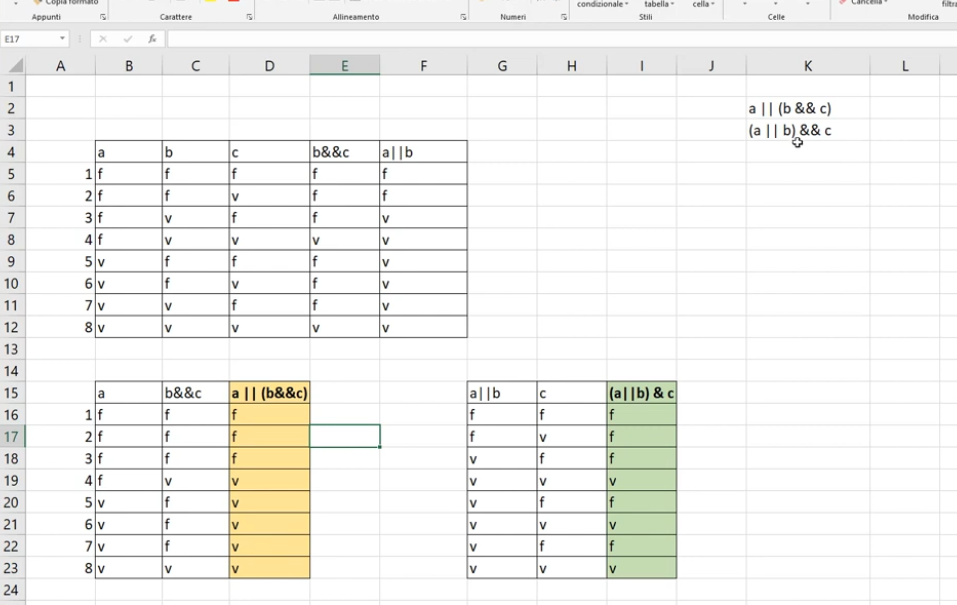 Copia formato
condizionale tabella cella
Cancella
Appunti Carattere Allineamento Numeri Stili Celle Modifica
E17 fx
A B C D E F G H I J K L
1
2 a || (b && c)
3 (a || b) && c
4 a b c b&&c a||b
5 1 f f f f f
6 2 f f v f f
7 3 f v f f v
8 4 f v v v v
9 5 v f f f v
10 6 v f v f v
11 7 v v f f v
12 8 v v v v v
13
14
15 a b&&c a || (b&&c) a||b c (a||b) & c
16 1 f f f f f f
17 2 f f f f v f
18 3 f f f v f f
19 4 f v v v v v
20 5 v f v v f f
21 6 v f v v v v
22 7 v f v v f f
23 8 v v v v v v
24